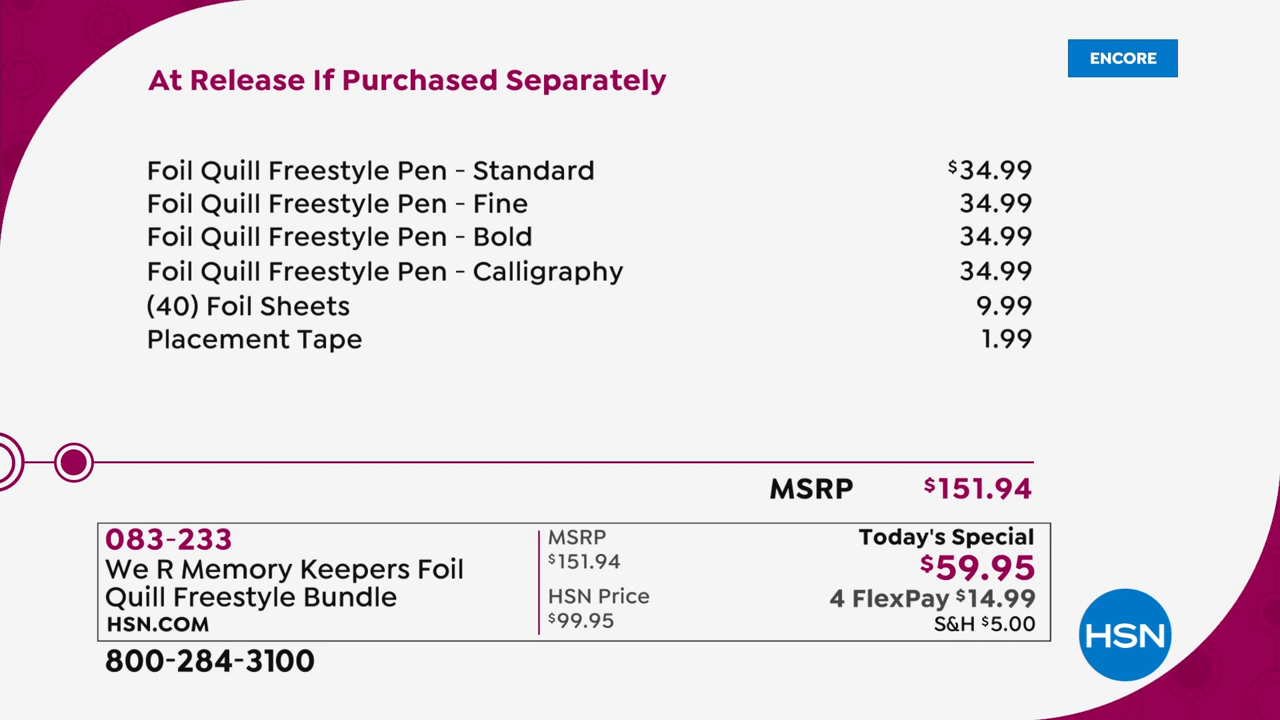 ENCORE
At Release If Purchased Separately
Foil Quill Freestyle Pen - Standard $34.99
Foil Quill Freestyle Pen - Fine 34.99
Foil Quill Freestyle Pen - Bold 34.99
Foil Quill Freestyle Pen - Calligraphy 34.99
(40) Foil Sheets 9.99
Placement Tape 1.99
MSRP $151.94
083-233
We R Memory Keepers Foil
Quill Freestyle Bundle
HSN.COM
MSRP
$151.94
HSN Price
$99.95
Today's Special
$59.95
4 FlexPay $14.99
S&H $5.00
800-284-3100
HSN